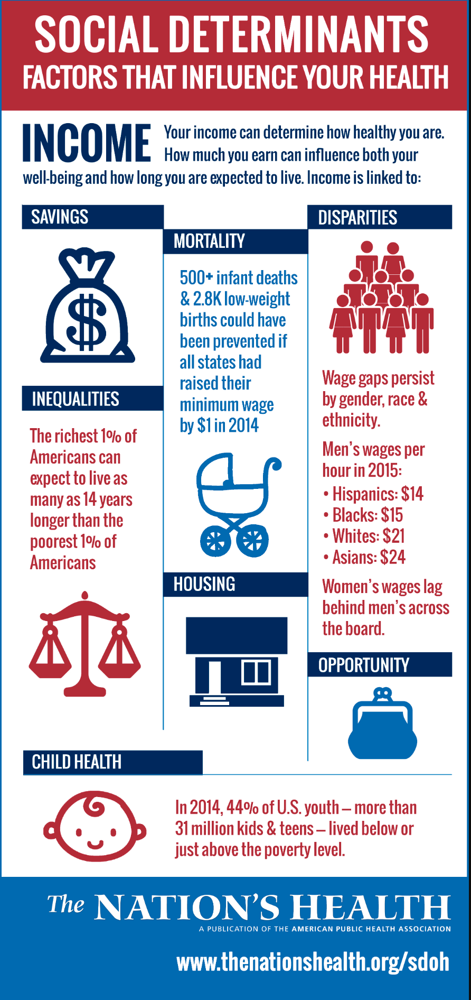 SOCIAL DETERMINANTS
FACTORS THAT INFLUENCE YOUR HEALTH
INCOME
Your income can determine how healthy you are.
How much you earn can influence both your
well-being and how long you are expected to live. Income is linked to:
SAVINGS
$
INEQUALITIES
The richest 1% of
Americans can
expect to live as
many as 14 years
longer than the
poorest 1% of
Americans
MORTALITY
500+ infant deaths
& 2.8K low-weight
births could have
been prevented if
all states had
raised their
minimum wage
by $1 in 2014
HOUSING
DISPARITIES
Wage gaps persist
by gender, race &
ethnicity.
Men's wages per
hour in 2015:
• Hispanics: $14
• Blacks: $15
• Whites: $21
• Asians: $24
Women's wages lag
behind men's across
the board.
OPPORTUNITY
CHILD HEALTH
In 2014, 44% of U.S. youth – more than
31 million kids & teens – lived below or
just above the poverty level.
The NATION'S HEALTH
A PUBLICATION OF THE AMERICAN PUBLIC HEALTH ASSOCIATION
www.thenationshealth.org/sdoh